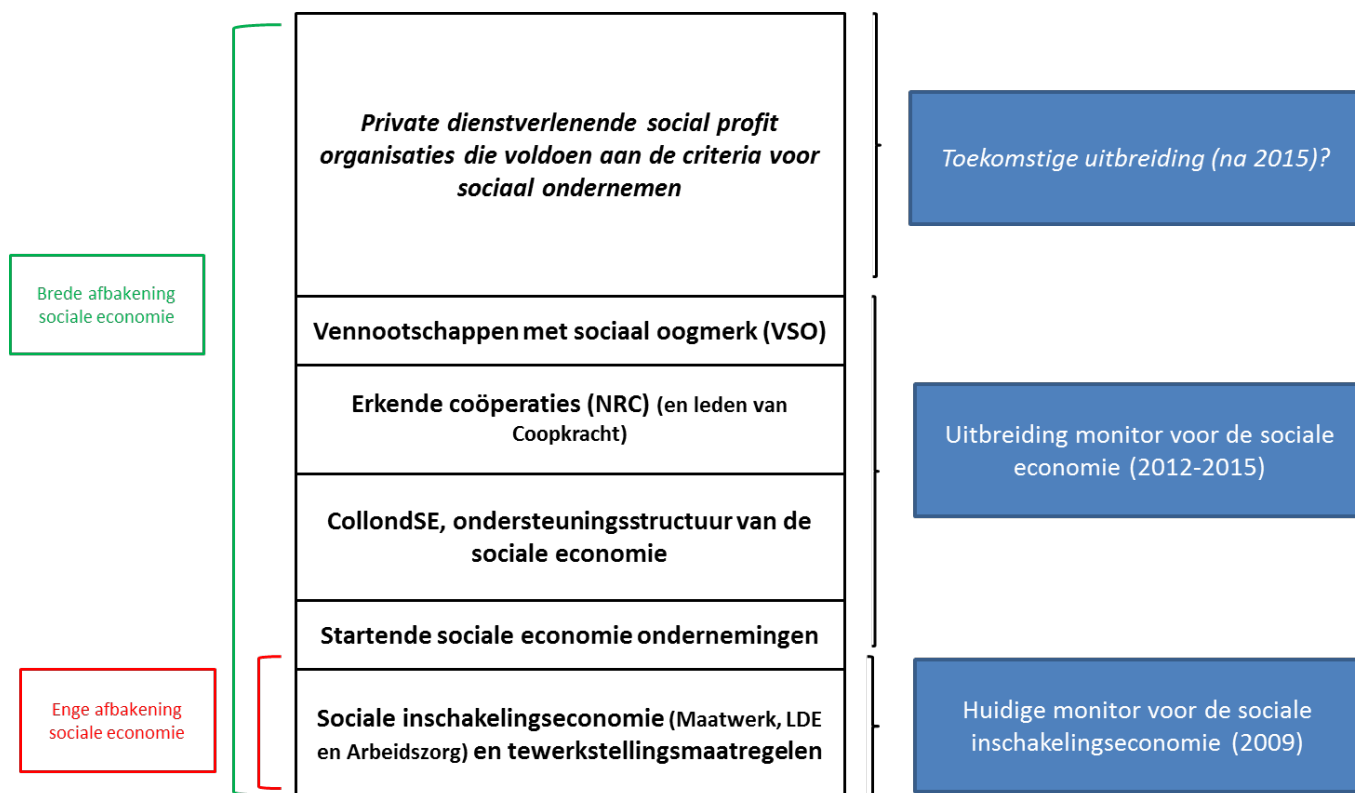 Private dienstverlenende social profit
organisaties die voldoen aan de criteria voor
sociaal ondernemen
Toekomstige uitbreiding (na 2015)?
Brede afbakening
sociale economie
Vennootschappen met sociaal oogmerk (VSO)
Erkende coöperaties (NRC) (en leden van
Coopkracht)
Uitbreiding monitor voor de sociale
economie (2012-2015)
CollondSE, ondersteuningsstructuur van de
sociale economie
Startende sociale economie ondernemingen
Enge afbakening
sociale economie
Sociale inschakelingseconomie (Maatwerk, LDE
en Arbeidszorg) en tewerkstellingsmaatregelen
Huidige monitor voor de sociale
inschakelingseconomie (2009)